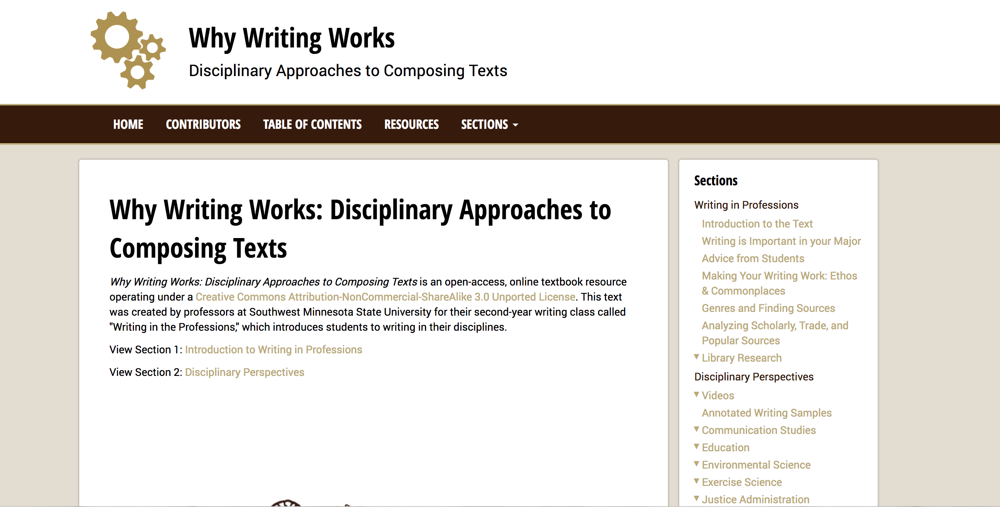 Why Writing Works
Disciplinary Approaches to Composing Texts
HOME CONTRIBUTORS TABLE OF CONTENTS RESOURCES SECTIONS
Why Writing Works: Disciplinary Approaches to
Composing Texts
Why Writing Works: Disciplinary Approaches to Composing Texts is an open-access, online textbook resource
operating under a Creative Commons Attribution-NonCommercial-ShareAlike 3.0 Unported License. This text
was created by professors at Southwest Minnesota State University for their second-year writing class called
"Writing in the Professions," which introduces students to writing in their disciplines.
View Section 1: Introduction to Writing in Professions
View Section 2: Disciplinary Perspectives
Sections
Writing in Professions
Introduction to the Text
Writing is Important in your Major
Advice from Students
Making Your Writing Work: Ethos
& Commonplaces
Genres and Finding Sources
Analyzing Scholarly, Trade, and
Popular Sources
Library Research
Disciplinary Perspectives
Videos
Annotated Writing Samples
Communication Studies
Education
Environmental Science
Exercise Science
Justice Administration